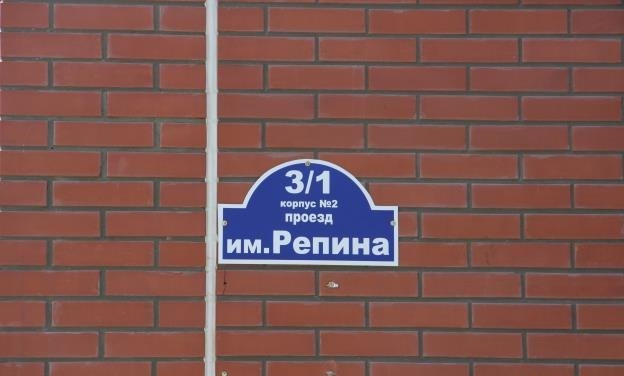 3/1
корпус №2
проезд
им.Репина